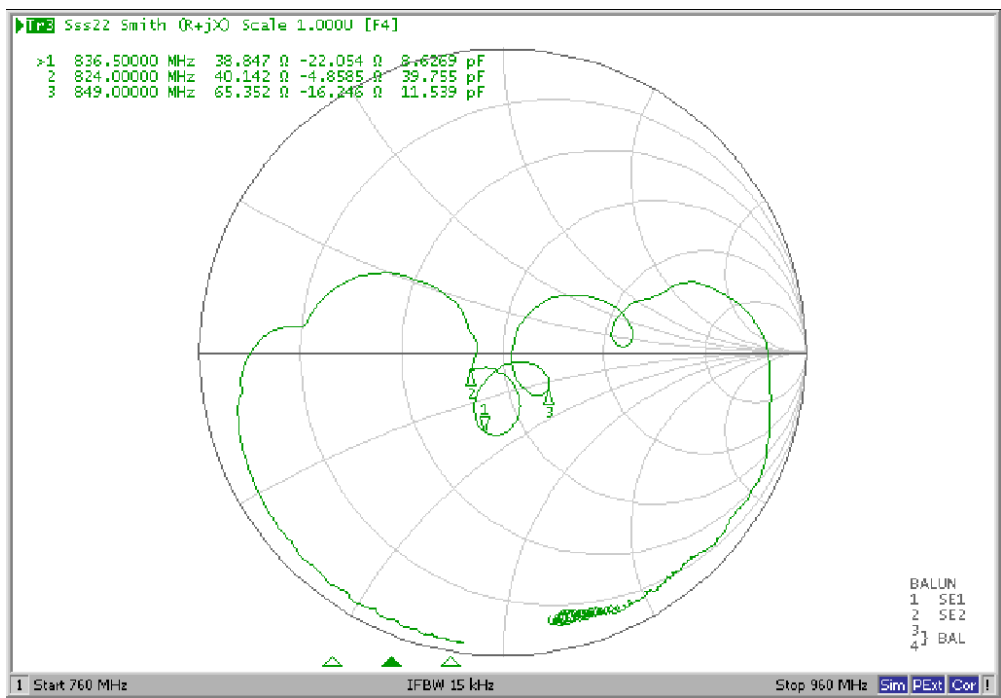 Tr3 Sss22 Smith (R+jX) Scale 1.000U [F4]
>1 836.50000 MHz 38.847 Ω -22.054 Ω 8.6269 pF
2 824.00000 MHz 40.142 Ω -4.8585 Ω 39.755 pF
3 849.00000 MHz 65.352 Ω -16.246 Ω 11.539 pF
2
1
3
BALUN
1 SE1
2 SE2
3
4} BAL
1 Start 760 MHz IFBW 15 kHz Stop 960 MHz Sim PExt Cor !